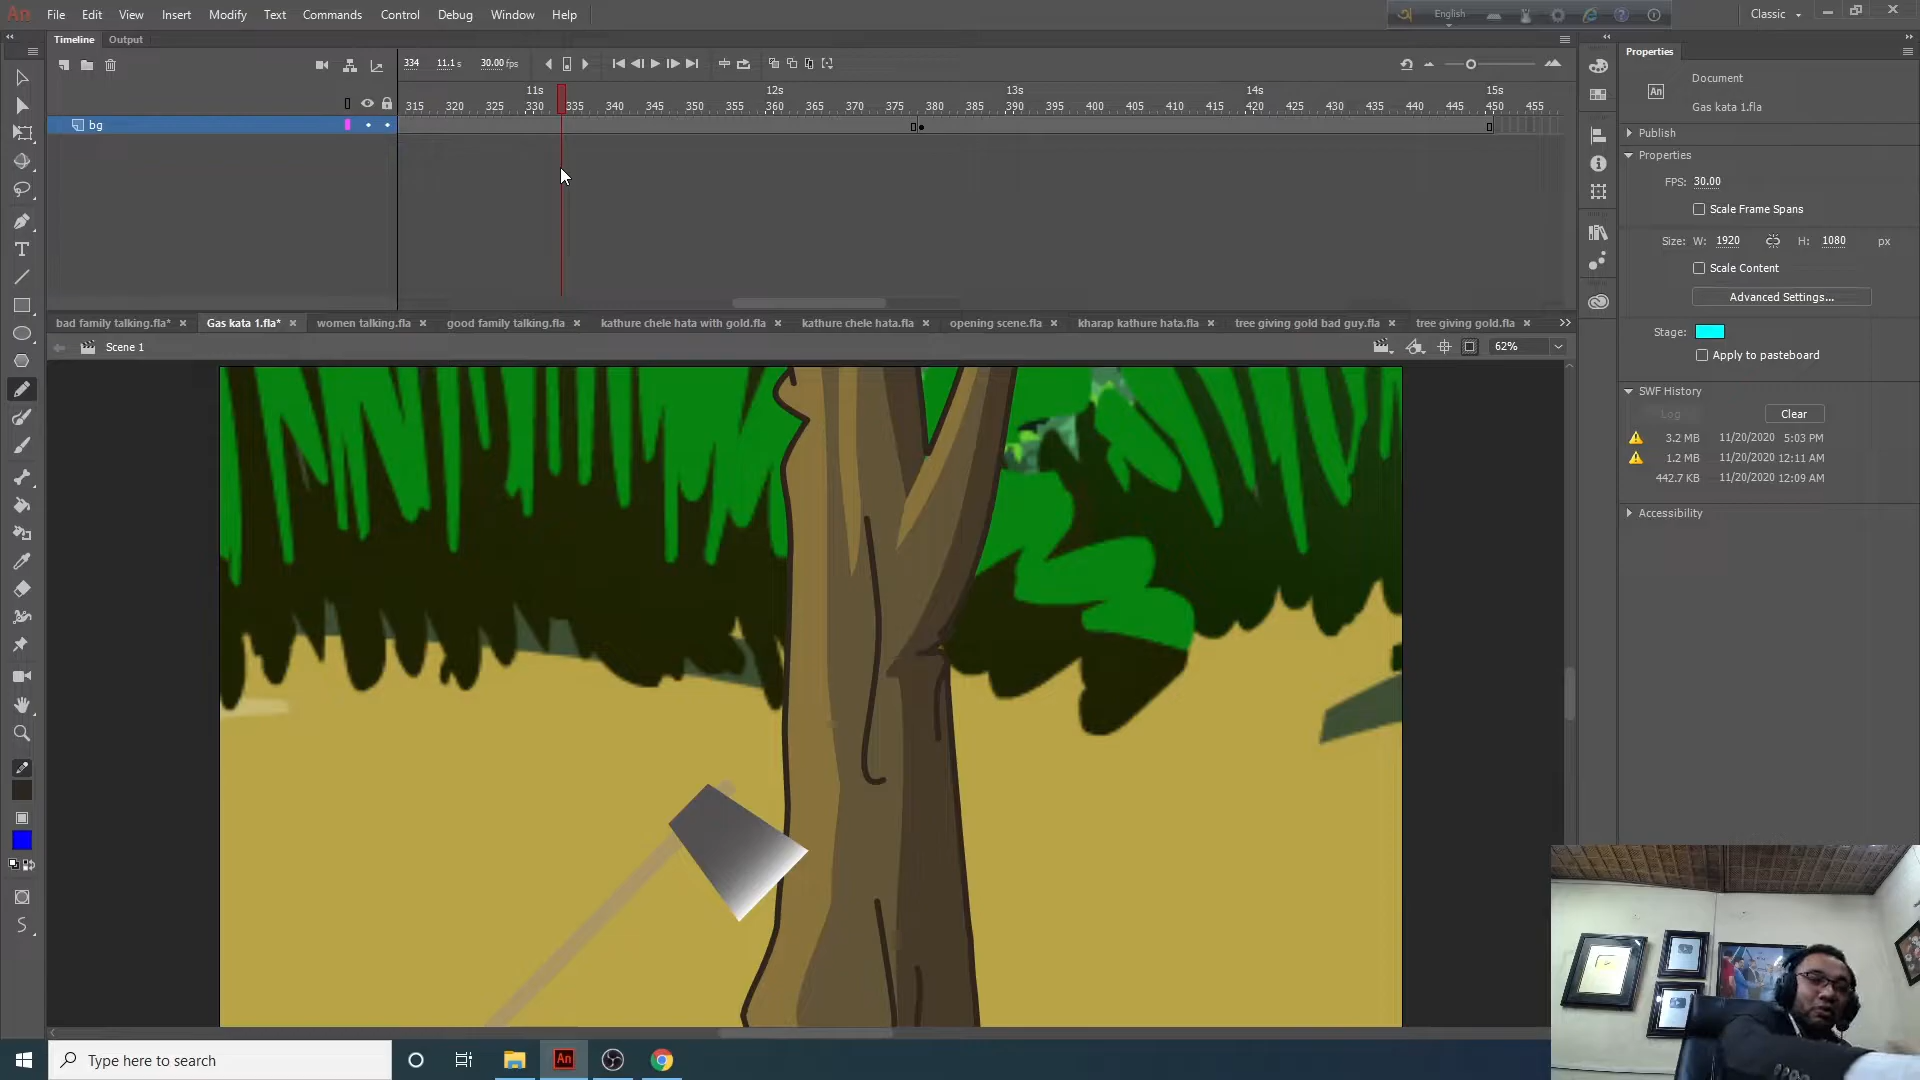 An File Edit View Insert Modify Text Commands Control Debug Window Help English Classic
Timeline Output
334 11.1 s 30.00 fps
11s 12s 13s 14s 15s
315 320 325 330 335 340 345 350 355 360 365 370 375 380 385 390 395 400 405 410 415 420 425 430 435 440 445 450 455
bg
bad family talking.fla* Gas kata 1.fla* women talking.fla good family talking.fla kathure chele hata with gold.fla kathure chele hata.fla opening scene.fla kharap kathure hata.fla tree giving gold bad guy.fla tree giving gold.fla
Scene 1 62%
Properties
Document
An
Gas kata 1.fla
Publish
Properties
FPS: 30.00
Scale Frame Spans
Size: W: 1920 H: 1080 px
Scale Content
Advanced Settings...
Stage:
Apply to pasteboard
SWF History
Log Clear
3.2 MB 11/20/2020 5:03 PM
1.2 MB 11/20/2020 12:11 AM
442.7 KB 11/20/2020 12:09 AM
Accessibility
Type here to search
An